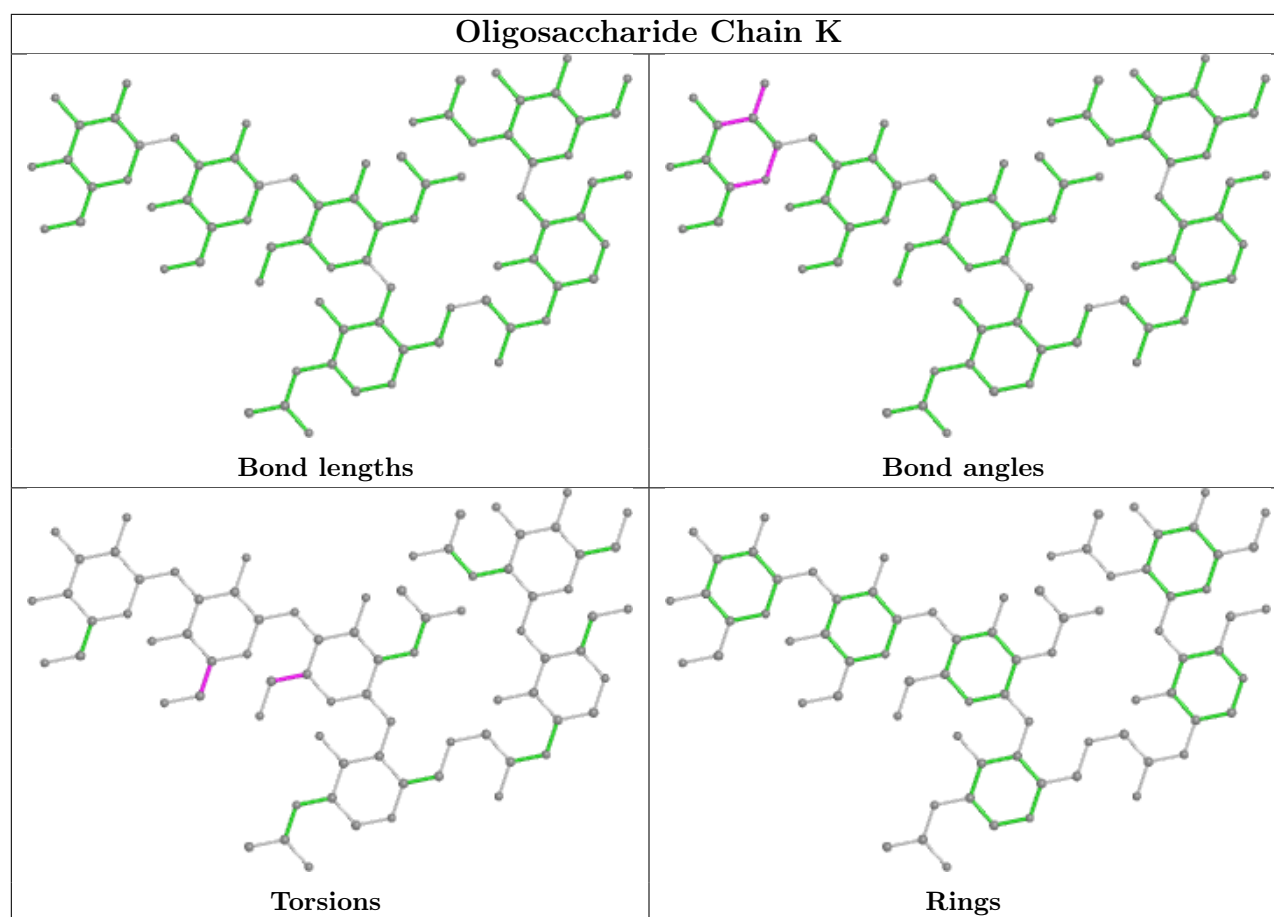 Oligosaccharide Chain K
Bond lengths
Bond angles
Torsions
Rings